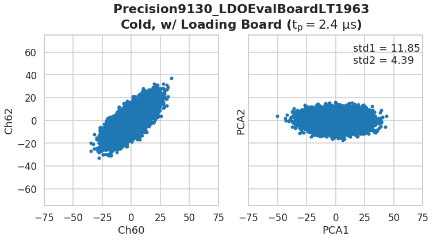 Precision9130_LDOEvalBoardLT1963
Cold, w/ Loading Board (tp = 2.4 µs)
60
40
20
0
−20
−40
−60
Ch62
−75 −50 −25 0 25 50 75
Ch60
std1 = 11.85
std2 = 4.39
PCA2
−75 −50 −25 0 25 50 75
PCA1